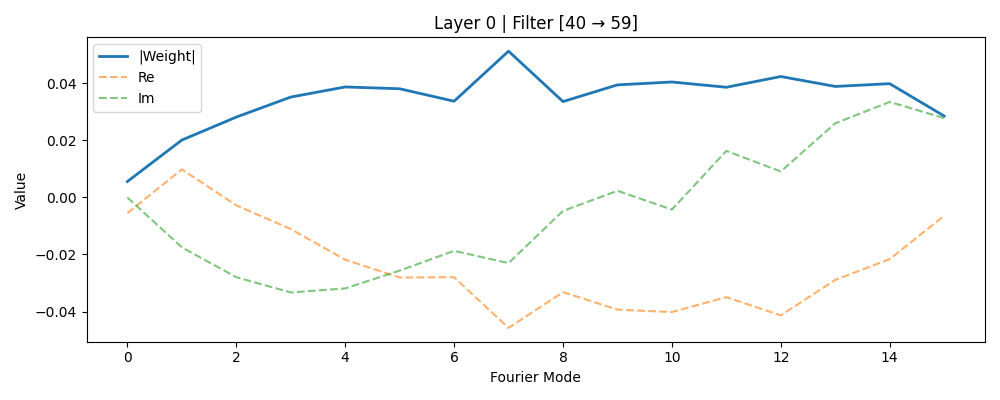 Layer 0 | Filter [40 → 59]
|Weight|
Re
Im
0.04
0.02
0.00
−0.02
−0.04
Value
0 2 4 6 8 10 12 14
Fourier Mode